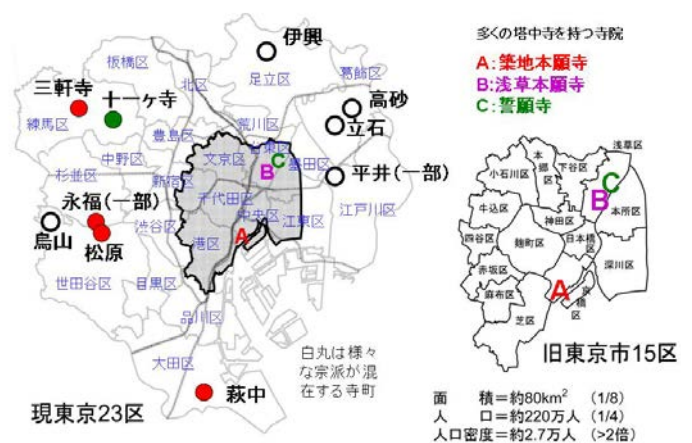 多くの塔中寺を持つ寺院
A:築地本願寺
B:浅草本願寺
C:誓願寺
伊興
板橋区
北区
足立区
葛飾区
三軒寺
十一ヶ寺
高砂
立石
練馬区
豊島区
荒川区
中野区
文京区
台東区
墨田区
C
B
平井(一部)
杉並区
新宿区
千代田区
江戸川区
永福(一部)
烏山
松原
渋谷区
中央区
江東区
港区
A
世田谷区
目黒区
品川区
大田区
萩中
白丸は様々
な宗派が混
在する寺町
現東京23区
浅草区
本郷区
下谷区
小石川区
C
B
本所区
牛込区
神田区
四谷区
麹町区
日本橋区
深川区
赤坂区
麻布区
A
京橋区
芝区
旧東京市15区
面 積=約80km² (1/8)
人 口=約220万人 (1/4)
人口密度=約2.7万人 (>2倍)